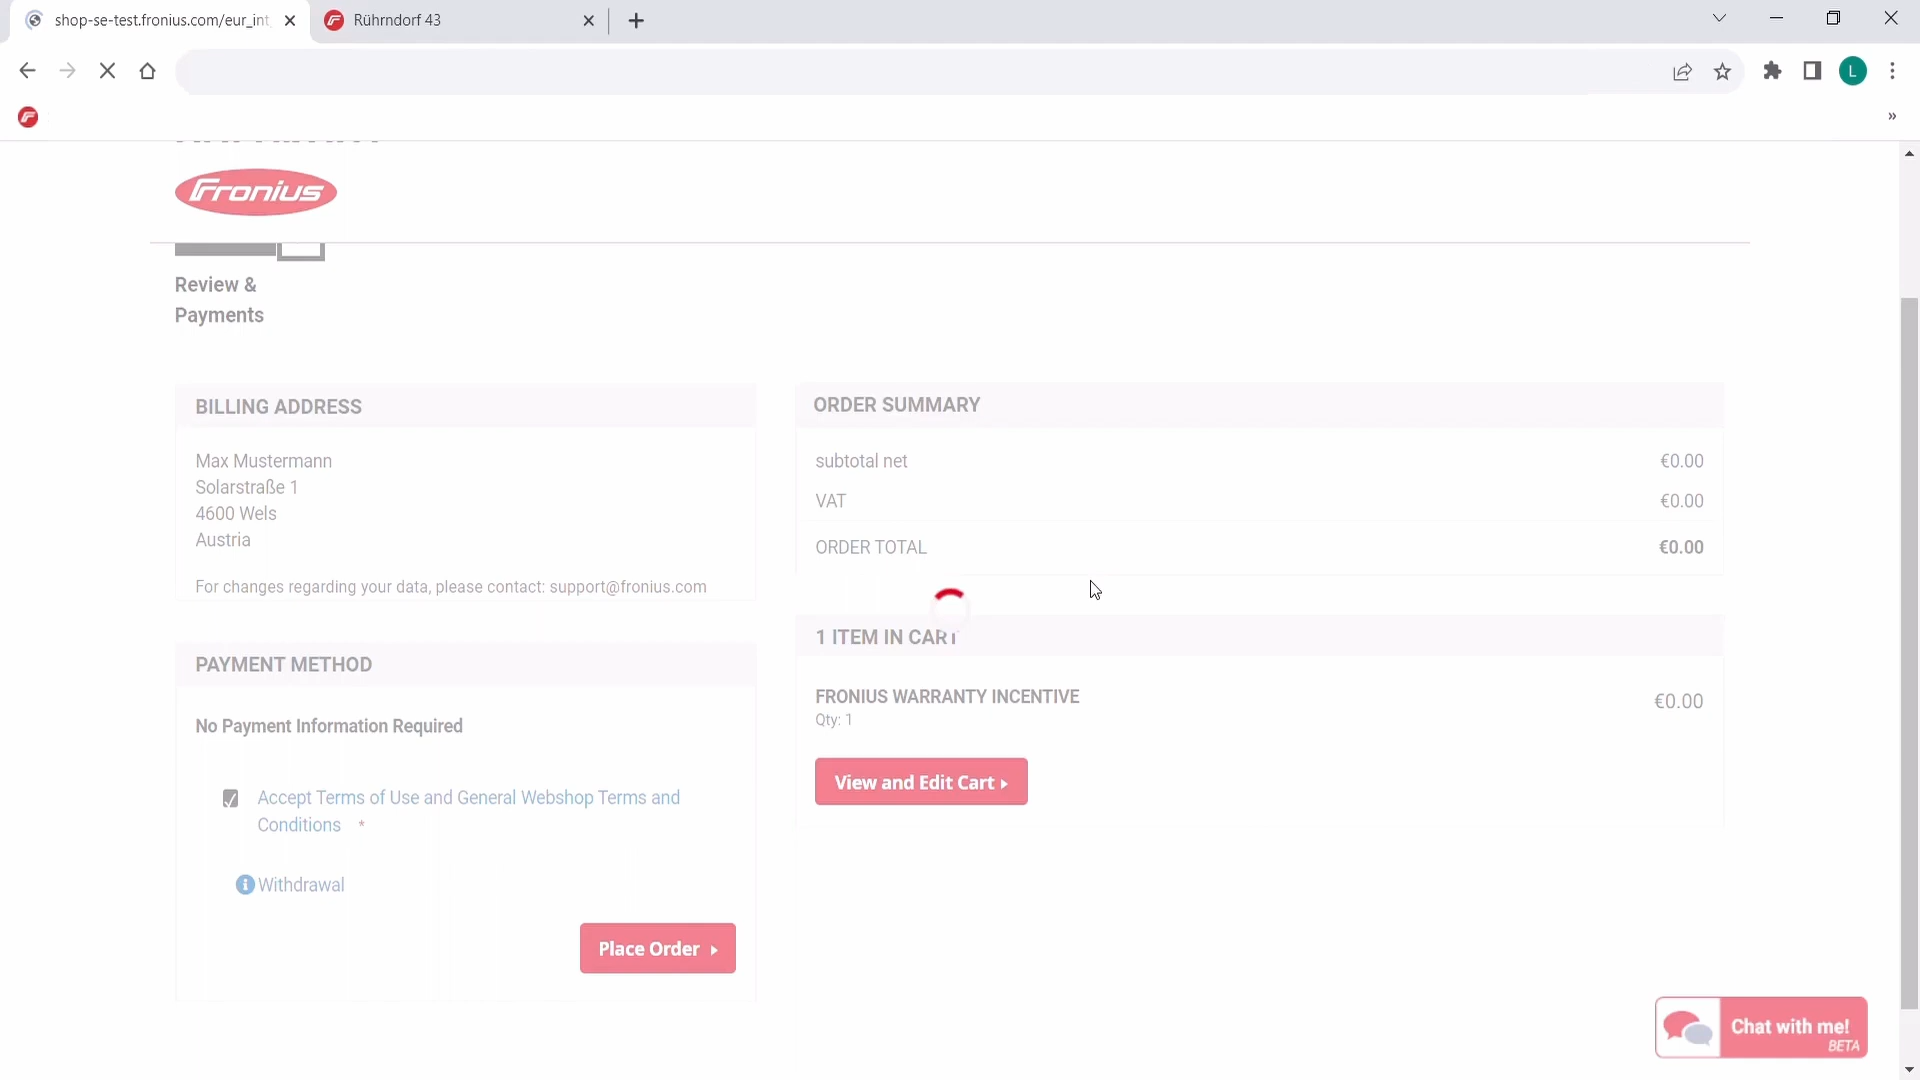 shop-se-test.fronius.com/eur_int
Rührndorf 43
L
Fronius
Review &
Payments
BILLING ADDRESS
Max Mustermann
Solarstraße 1
4600 Wels
Austria
For changes regarding your data, please contact: support@fronius.com
PAYMENT METHOD
No Payment Information Required
Accept Terms of Use and General Webshop Terms and
Conditions *
Withdrawal
Place Order
ORDER SUMMARY
subtotal net €0.00
VAT €0.00
ORDER TOTAL €0.00
1 ITEM IN CART
FRONIUS WARRANTY INCENTIVE €0.00
Qty: 1
View and Edit Cart
Chat with me!
BETA